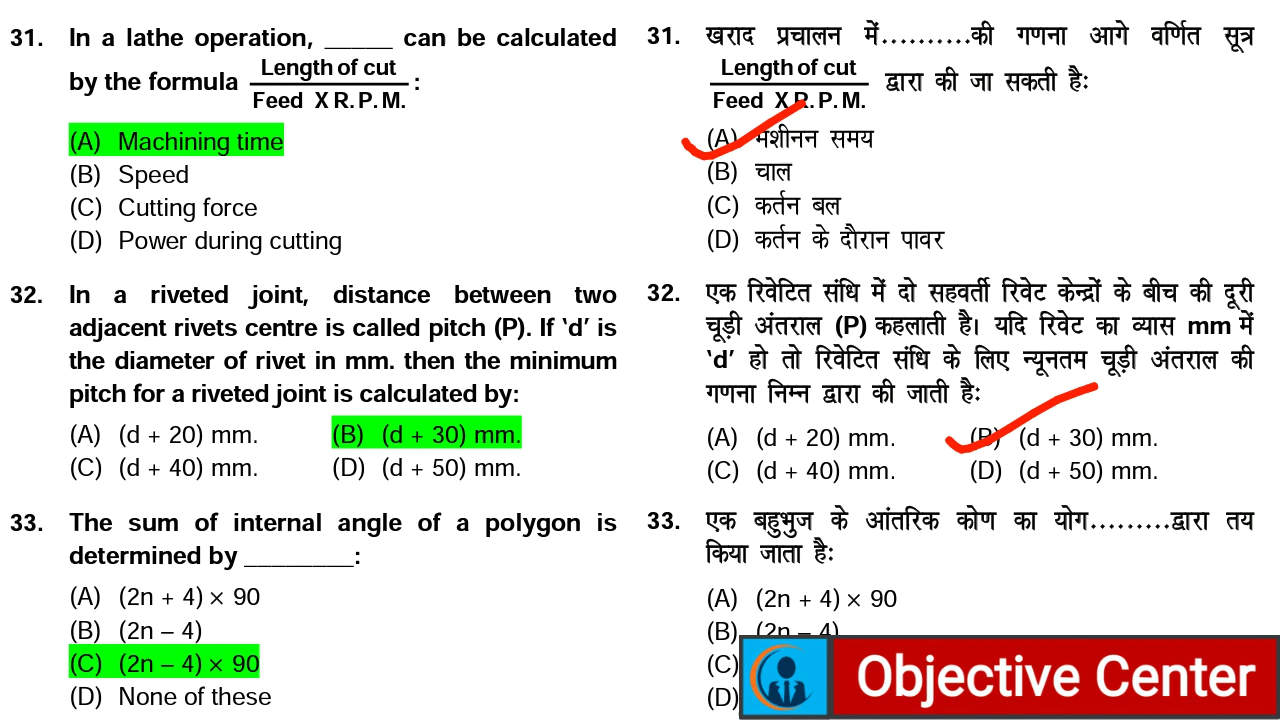 31. In a lathe operation, _____ can be calculated
by the formula Length of cut / Feed X R.P.M. :
(A) Machining time
(B) Speed
(C) Cutting force
(D) Power during cutting
32. In a riveted joint, distance between two
adjacent rivets centre is called pitch (P). If ‘d’ is
the diameter of rivet in mm. then the minimum
pitch for a riveted joint is calculated by:
(A) (d + 20) mm. (B) (d + 30) mm.
(C) (d + 40) mm. (D) (d + 50) mm.
33. The sum of internal angle of a polygon is
determined by ________:
(A) (2n + 4) × 90
(B) (2n – 4)
(C) (2n – 4) × 90
(D) None of these
31. खराद प्रचालन में..........की गणना आगे वर्णित सूत्र
Length of cut / Feed X R.P.M. द्वारा की जा सकती हैः
(A) मशीनन समय
(B) चाल
(C) कर्तन बल
(D) कर्तन के दौरान पावर
32. एक रिवेटित संधि में दो सहवर्ती रिवेट केन्द्रों के बीच की दूरी
चूड़ी अंतराल (P) कहलाती है। यदि रिवेट का व्यास mm में
‘d’ हो तो रिवेटित संधि के लिए न्यूनतम चूड़ी अंतराल की
गणना निम्न द्वारा की जाती हैः
(A) (d + 20) mm. (B) (d + 30) mm.
(C) (d + 40) mm. (D) (d + 50) mm.
33. एक बहुभुज के आंतरिक कोण का योग.........द्वारा तय
किया जाता हैः
(A) (2n + 4) × 90
(B) (2n – 4)
(C)
(D)
Objective Center